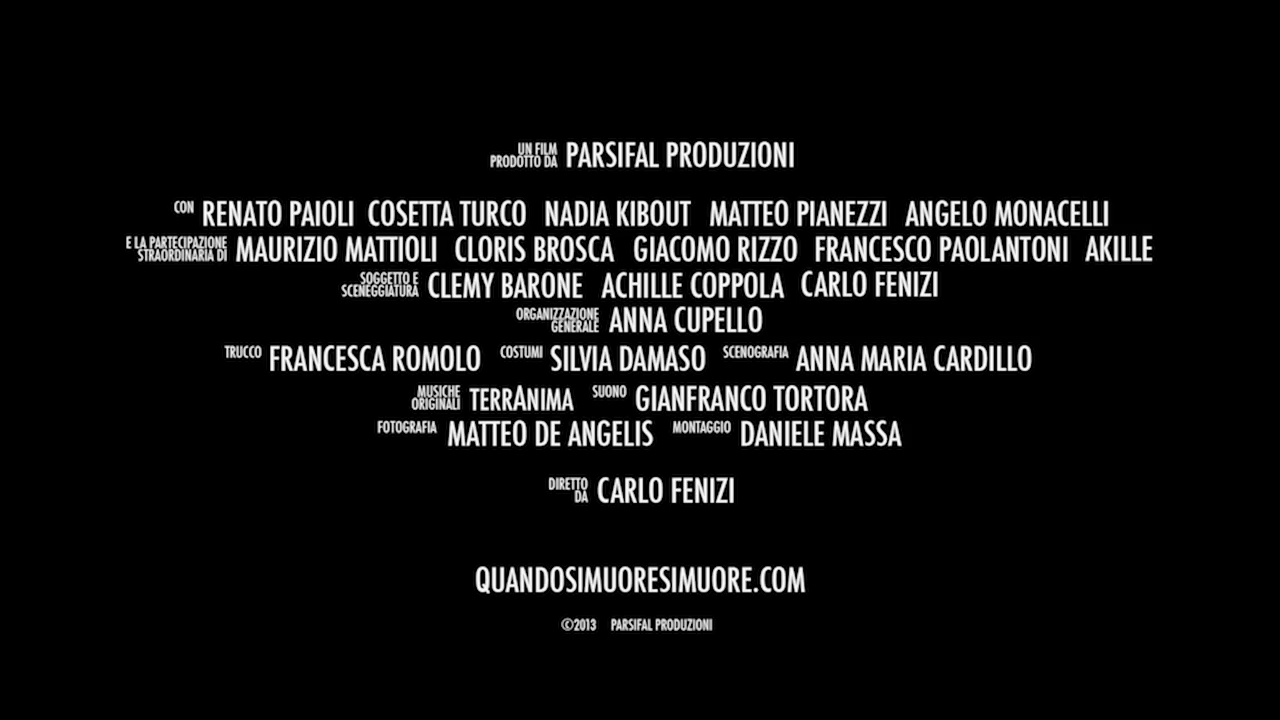 UN FILM PRODOTTO DA PARSIFAL PRODUZIONI
CON RENATO PAIOLI COSETTA TURCO NADIA KIBOUT MATTEO PIANEZZI ANGELO MONACELLI
E LA PARTECIPAZIONE STRAORDINARIA DI MAURIZIO MATTIOLI CLORIS BROSCA GIACOMO RIZZO FRANCESCO PAOLANTONI AKILLE
SOGGETTO E SCENEGGIATURA CLEMY BARONE ACHILLE COPPOLA CARLO FENIZI
ORGANIZZAZIONE GENERALE ANNA CUPELLO
TRUCCO FRANCESCA ROMOLO COSTUMI SILVIA DAMASO SCENOGRAFIA ANNA MARIA CARDILLO
MUSICHE ORIGINALI TERRANIMA SUONO GIANFRANCO TORTORA
FOTOGRAFIA MATTEO DE ANGELIS MONTAGGIO DANIELE MASSA
DIRETTO DA CARLO FENIZI
QUANDOSIMUORESIMUORE.COM
©2013 PARSIFAL PRODUZIONI